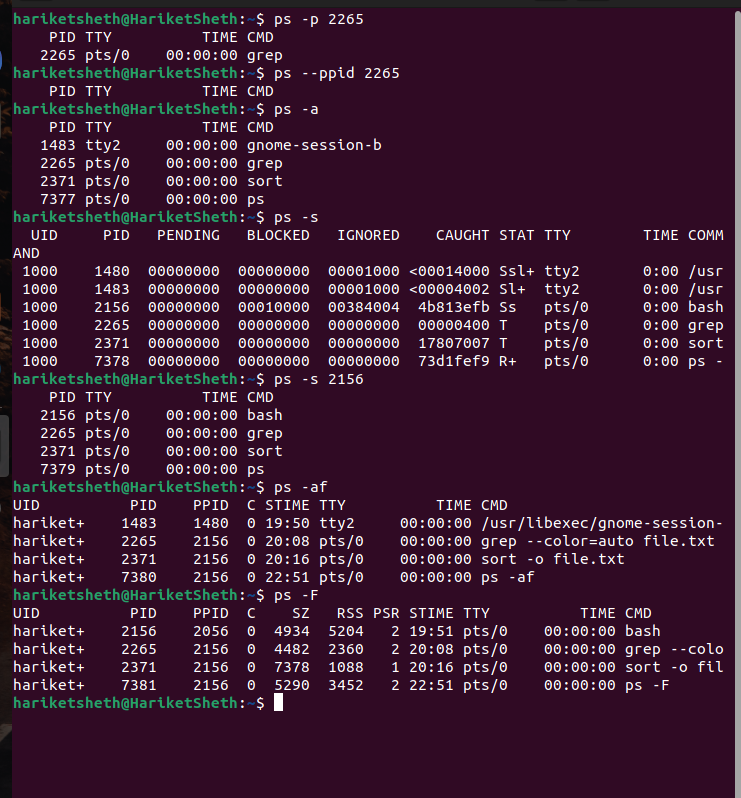 hariketsheth@HariketSheth:~$ ps -p 2265
    PID TTY          TIME CMD
   2265 pts/0    00:00:00 grep
hariketsheth@HariketSheth:~$ ps --ppid 2265
    PID TTY          TIME CMD
hariketsheth@HariketSheth:~$ ps -a
    PID TTY          TIME CMD
   1483 tty2     00:00:00 gnome-session-b
   2265 pts/0    00:00:00 grep
   2371 pts/0    00:00:00 sort
   7377 pts/0    00:00:00 ps
hariketsheth@HariketSheth:~$ ps -s
  UID     PID   PENDING   BLOCKED   IGNORED    CAUGHT STAT TTY        TIME COMM
AND
 1000    1480  00000000  00000000  00001000 <00014000 Ssl+ tty2       0:00 /usr
 1000    1483  00000000  00000000  00001000 <00004002 Sl+  tty2       0:00 /usr
 1000    2156  00000000  00010000  00384004  4b813efb Ss   pts/0      0:00 bash
 1000    2265  00000000  00000000  00000000  00000400 T    pts/0      0:00 grep
 1000    2371  00000000  00000000  00000000  17807007 T    pts/0      0:00 sort
 1000    7378  00000000  00000000  00000000  73d1fef9 R+   pts/0      0:00 ps -
hariketsheth@HariketSheth:~$ ps -s 2156
    PID TTY          TIME CMD
   2156 pts/0    00:00:00 bash
   2265 pts/0    00:00:00 grep
   2371 pts/0    00:00:00 sort
   7379 pts/0    00:00:00 ps
hariketsheth@HariketSheth:~$ ps -af
UID          PID    PPID  C STIME TTY          TIME CMD
hariket+    1483    1480  0 19:50 tty2     00:00:00 /usr/libexec/gnome-session-
hariket+    2265    2156  0 20:08 pts/0    00:00:00 grep --color=auto file.txt
hariket+    2371    2156  0 20:16 pts/0    00:00:00 sort -o file.txt
hariket+    7380    2156  0 22:51 pts/0    00:00:00 ps -af
hariketsheth@HariketSheth:~$ ps -F
UID          PID    PPID  C    SZ   RSS PSR STIME TTY          TIME CMD
hariket+    2156    2056  0  4934  5204   2 19:51 pts/0    00:00:00 bash
hariket+    2265    2156  0  4482  2360   2 20:08 pts/0    00:00:00 grep --colo
hariket+    2371    2156  0  7378  1088   1 20:16 pts/0    00:00:00 sort -o fil
hariket+    7381    2156  0  5290  3452   2 22:51 pts/0    00:00:00 ps -F
hariketsheth@HariketSheth:~$